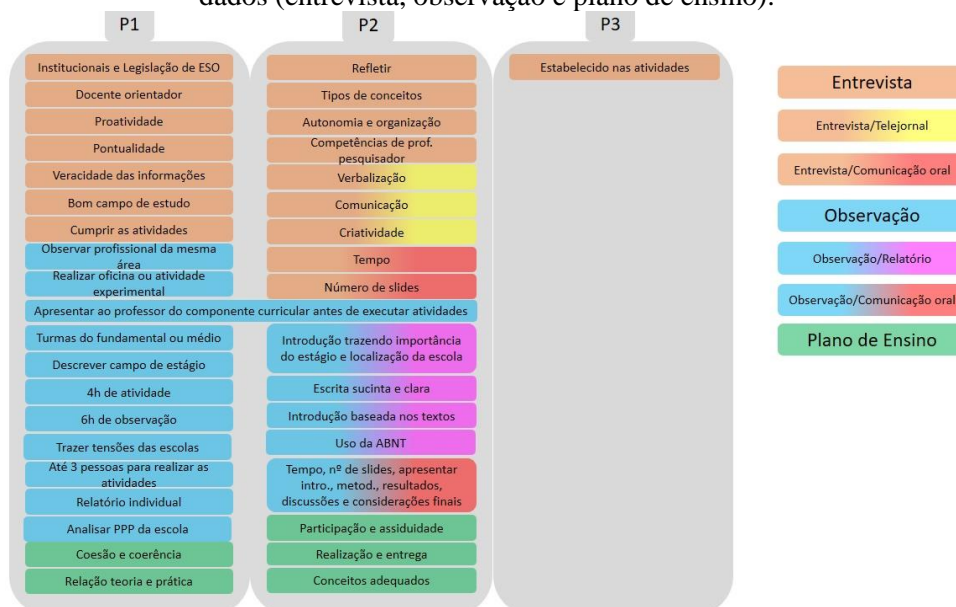 dados (entrevista, observação e plano de ensino).
P1
Institucionais e Legislação de ESO
Docente orientador
Proatividade
Pontualidade
Veracidade das informações
Bom campo de estudo
Cumprir as atividades
Observar profissional da mesma
área
Realizar oficina ou atividade
experimental
Apresentar ao professor do componente curricular antes de executar atividades
Turmas do fundamental ou médio
Descrever campo de estágio
4h de atividade
6h de observação
Trazer tensões das escolas
Até 3 pessoas para realizar as
atividades
Relatório individual
Analisar PPP da escola
Coesão e coerência
Relação teoria e prática
P2
Refletir
Tipos de conceitos
Autonomia e organização
Competências de prof.
pesquisador
Verbalização
Comunicação
Criatividade
Tempo
Número de slides
Introdução trazendo importância
do estágio e localização da escola
Escrita sucinta e clara
Introdução baseada nos textos
Uso da ABNT
Tempo, nº de slides, apresentar
intro., metod., resultados,
discussões e considerações finais
Participação e assiduidade
Realização e entrega
Conceitos adequados
P3
Estabelecido nas atividades
Entrevista
Entrevista/Telejornal
Entrevista/Comunicação oral
Observação
Observação/Relatório
Observação/Comunicação oral
Plano de Ensino